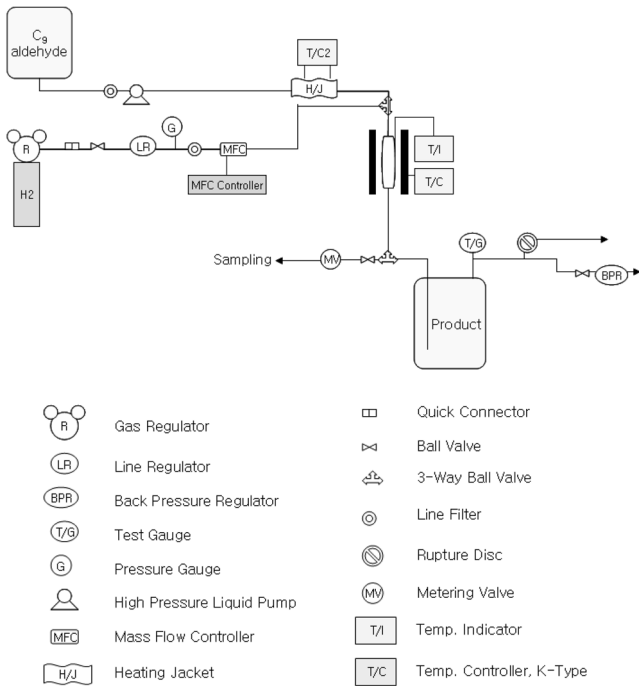 C9
aldehyde
T/C2
H/J
G
R
LR
MFC
T/I
MFC Controller
T/C
H2
T/G
Sampling
MV
BPR
Product
R Gas Regulator
LR Line Regulator
BPR Back Pressure Regulator
T/G Test Gauge
G Pressure Gauge
High Pressure Liquid Pump
MFC Mass Flow Controller
H/J Heating Jacket
Quick Connector
Ball Valve
3-Way Ball Valve
Line Filter
Rupture Disc
MV Metering Valve
T/I Temp. Indicator
T/C Temp. Controller, K-Type